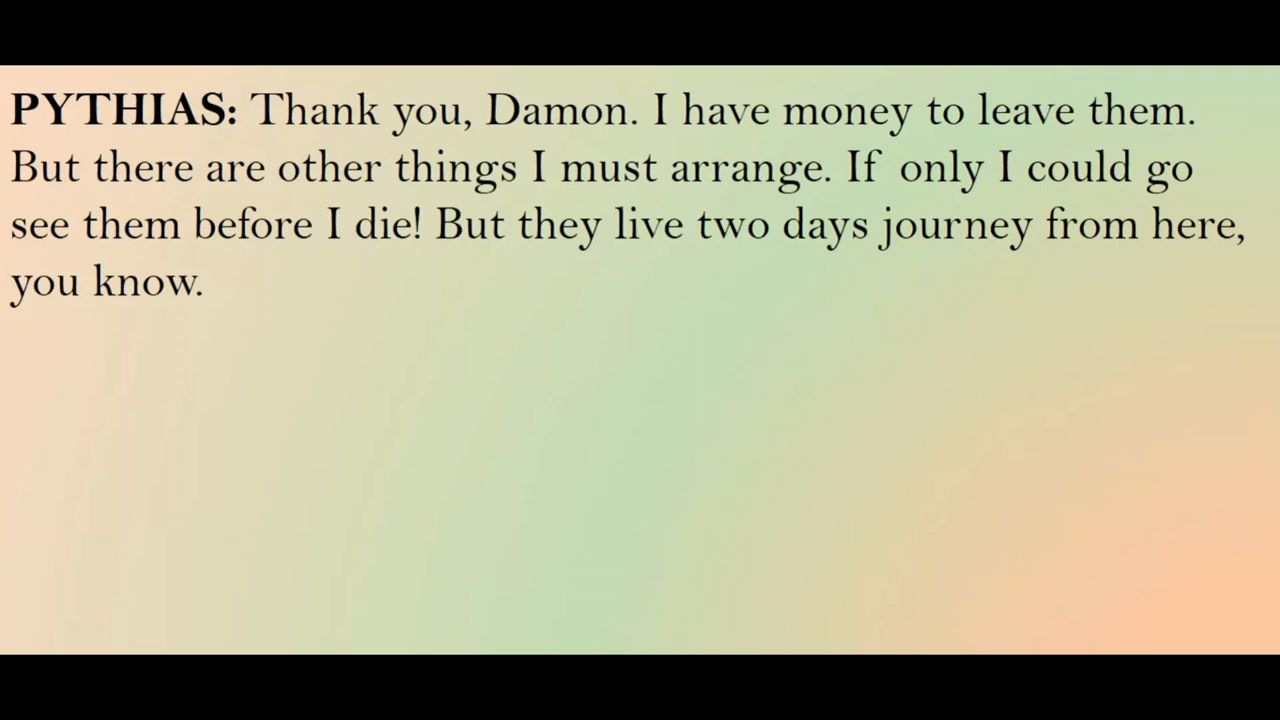 PYTHIAS: Thank you, Damon. I have money to leave them.
But there are other things I must arrange. If only I could go
see them before I die! But they live two days journey from here,
you know.